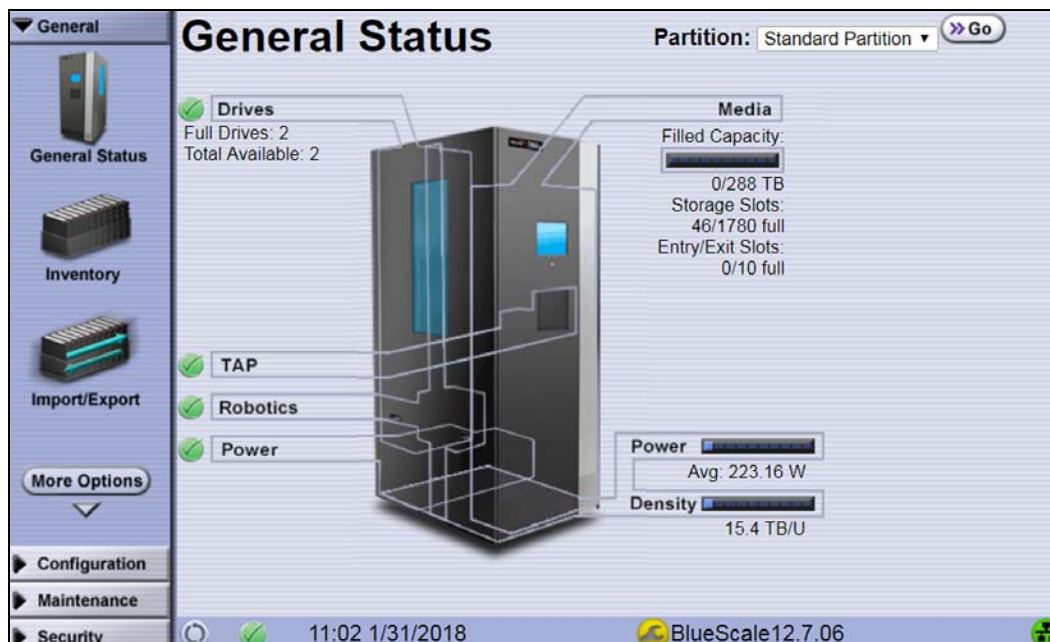 General
General Status
Inventory
Import/Export
More Options
Configuration
Maintenance
Security
General Status
Partition: Standard Partition
Go
Drives
Full Drives: 2
Total Available: 2
TAP
Robotics
Power
Media
Filled Capacity:
0/288 TB
Storage Slots:
46/1780 full
Entry/Exit Slots:
0/10 full
Power
Avg: 223.16 W
Density
15.4 TB/U
11:02 1/31/2018
BlueScale12.7.06